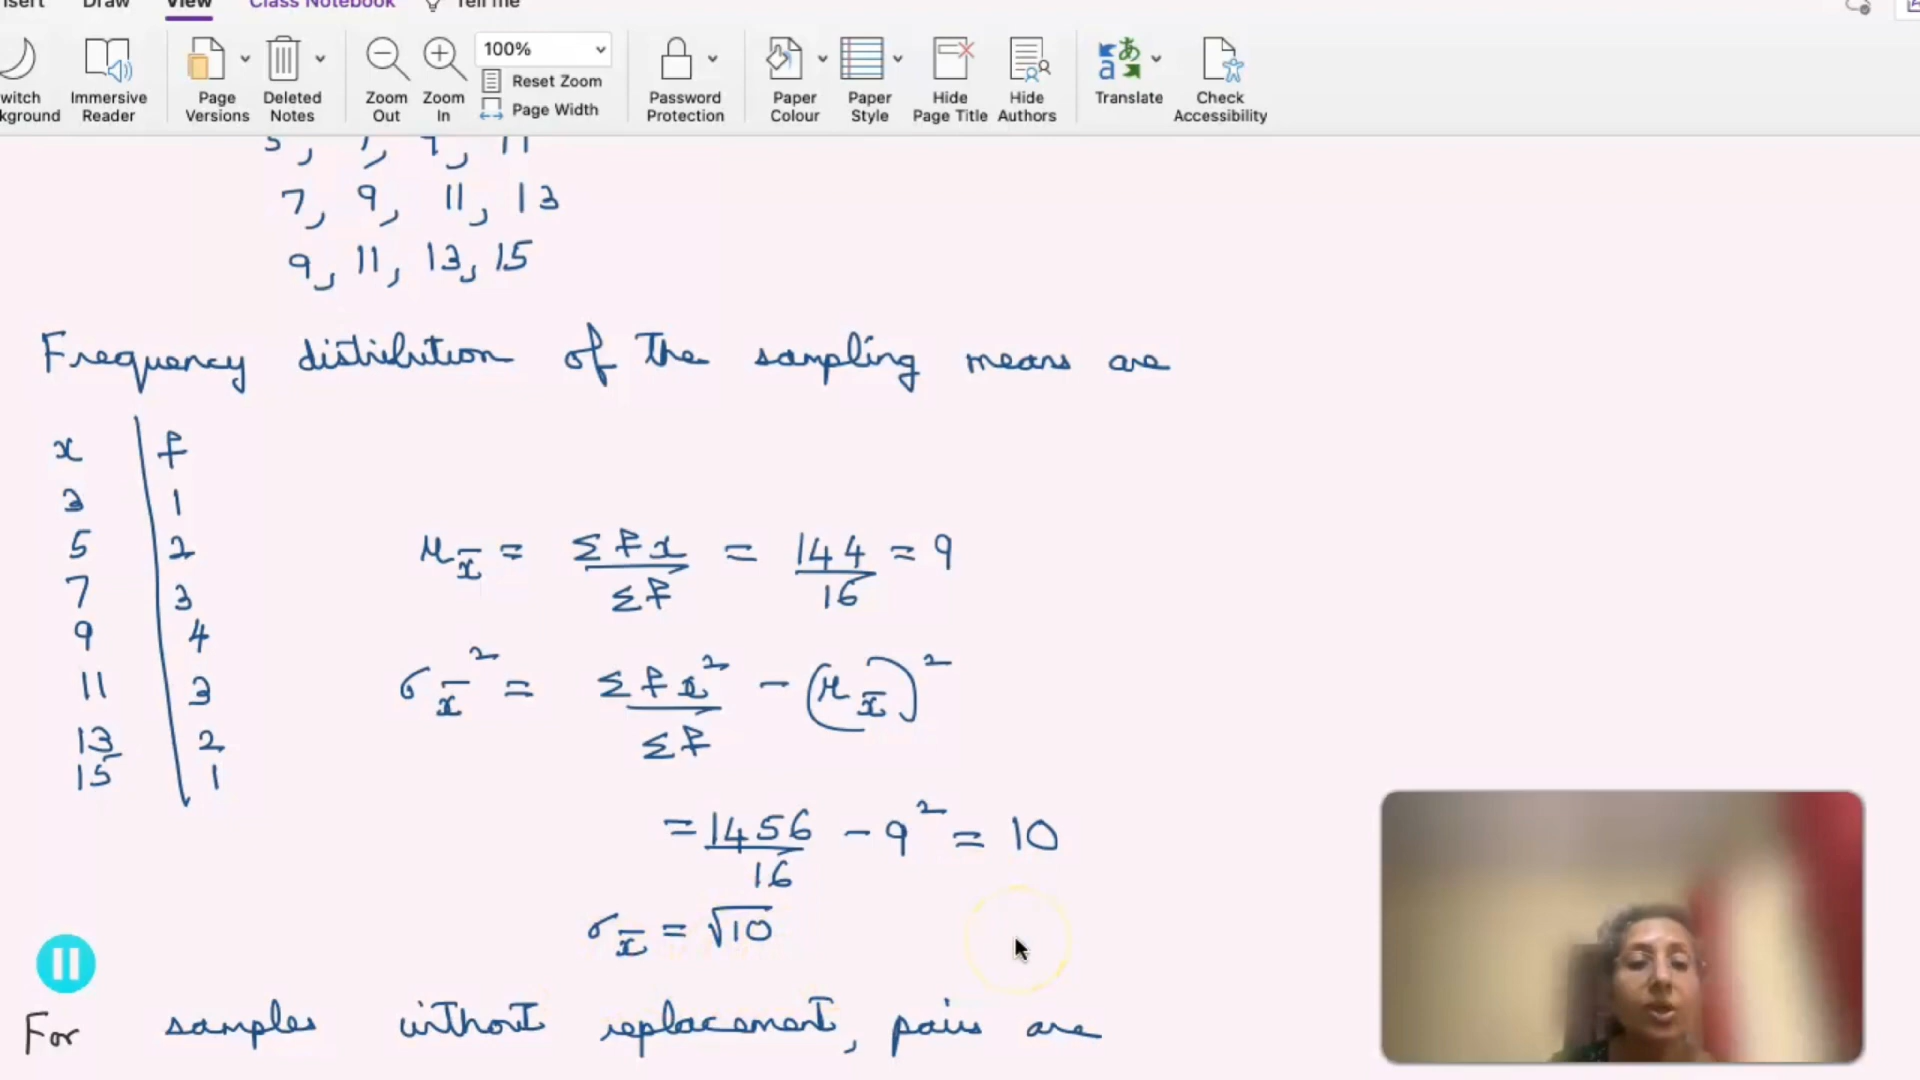 Draw View Class Notebook Tell me
Immersive Reader
Page Versions
Deleted Notes
Zoom Out
Zoom In
100%
Reset Zoom
Page Width
Password Protection
Paper Colour
Paper Style
Hide Page Title
Hide Authors
Translate
Check Accessibility
7, 9, 11, 13
9, 11, 13, 15
Frequency distribution of the sampling means are
x f
3 1
5 2
7 3
9 4
11 3
13 2
15 1
μx̄ = Σfx / Σf = 144 / 16 = 9
σx̄² = Σfx² / Σf − (μx̄)²
= 1456 / 16 − 9² = 10
σx̄ = √10
For samples without replacement, pairs are